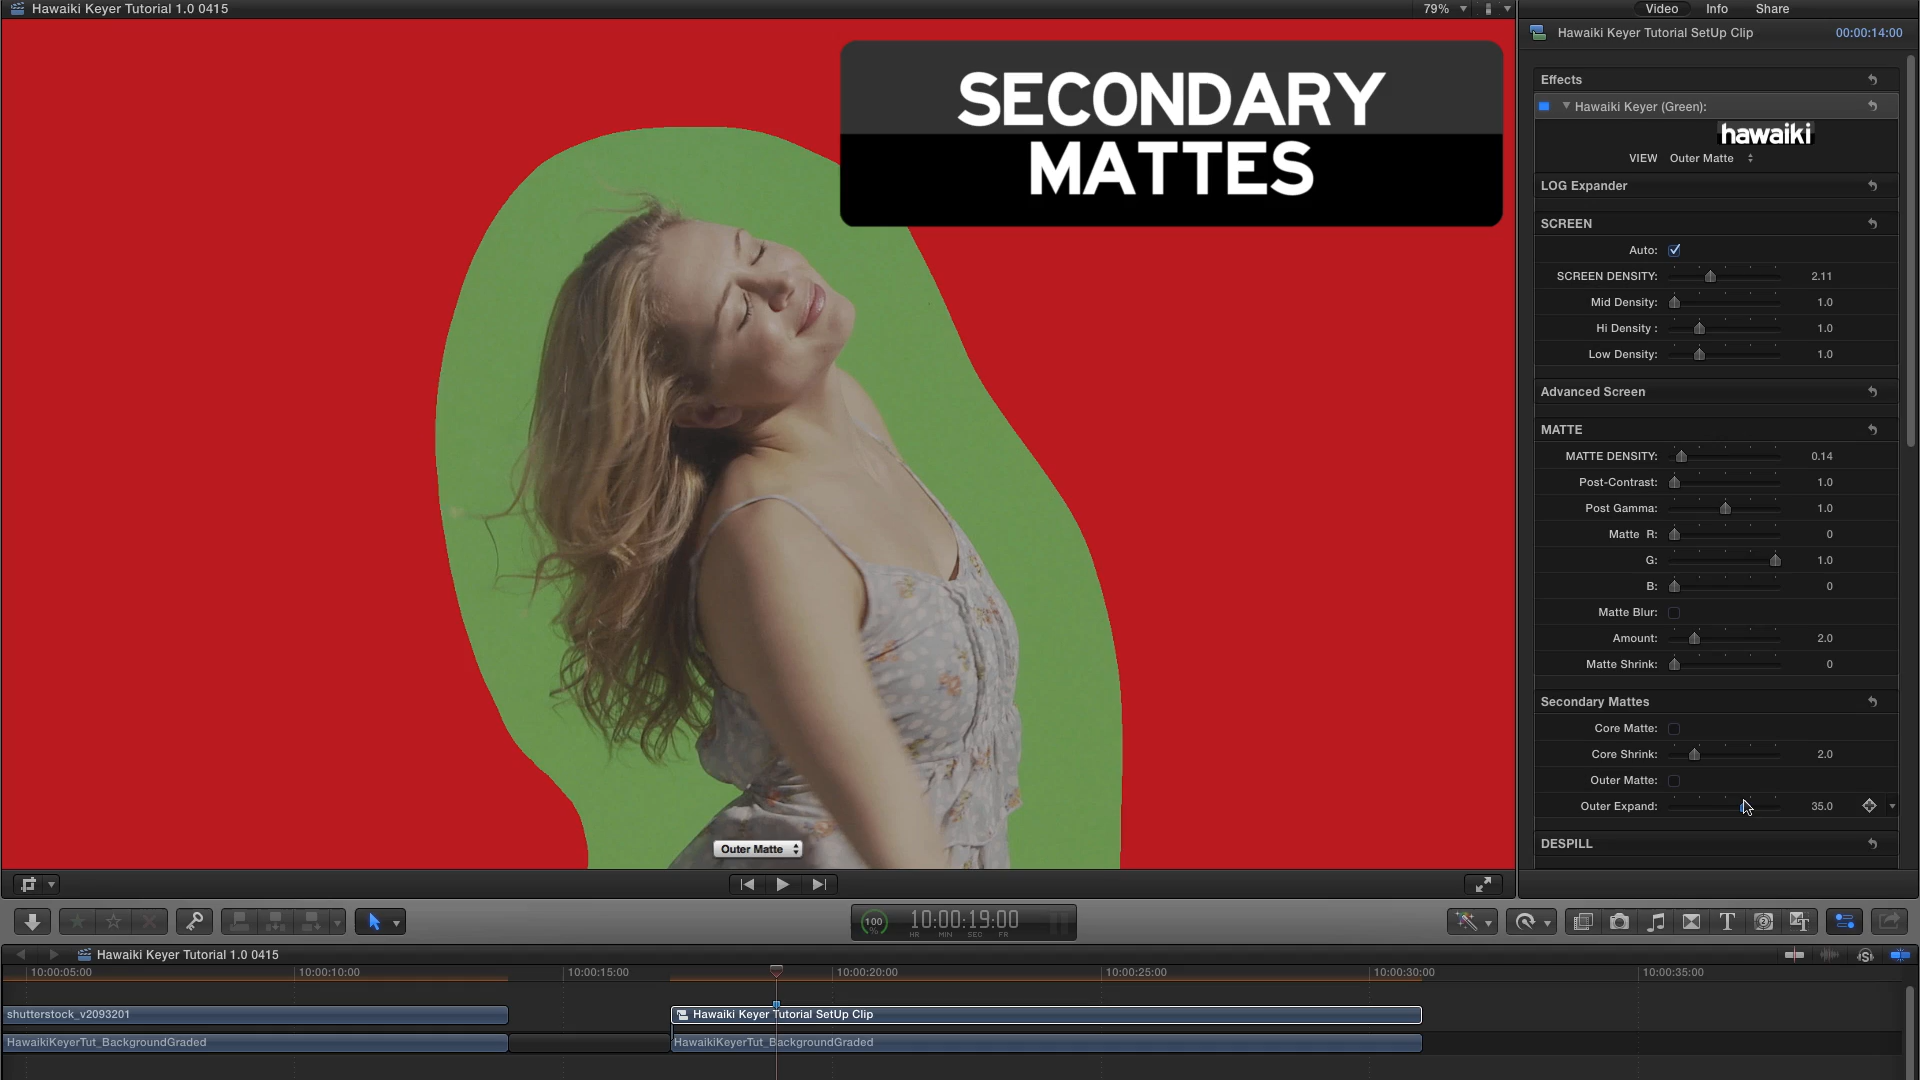 Hawaiki Keyer Tutorial 1.0 0415
79%
SECONDARY
MATTES
Outer Matte
Video Info Share
Hawaiki Keyer Tutorial SetUp Clip 00:00:14:00
Effects
Hawaiki Keyer (Green):
hawaiki
VIEW Outer Matte
LOG Expander
SCREEN
Auto:
SCREEN DENSITY: 2.11
Mid Density: 1.0
Hi Density : 1.0
Low Density: 1.0
Advanced Screen
MATTE
MATTE DENSITY: 0.14
Post-Contrast: 1.0
Post Gamma: 1.0
Matte R: 0
G: 1.0
B: 0
Matte Blur:
Amount: 2.0
Matte Shrink: 0
Secondary Mattes
Core Matte:
Core Shrink: 2.0
Outer Matte:
Outer Expand: 35.0
DESPILL
100 % 10:00:19:00
HR MIN SEC FR
Hawaiki Keyer Tutorial 1.0 0415
10:00:05:00 10:00:10:00 10:00:15:00 10:00:20:00 10:00:25:00 10:00:30:00 10:00:35:00
shutterstock_v2093201 Hawaiki Keyer Tutorial SetUp Clip
HawaikiKeyerTut_BackgroundGraded HawaikiKeyerTut_BackgroundGraded